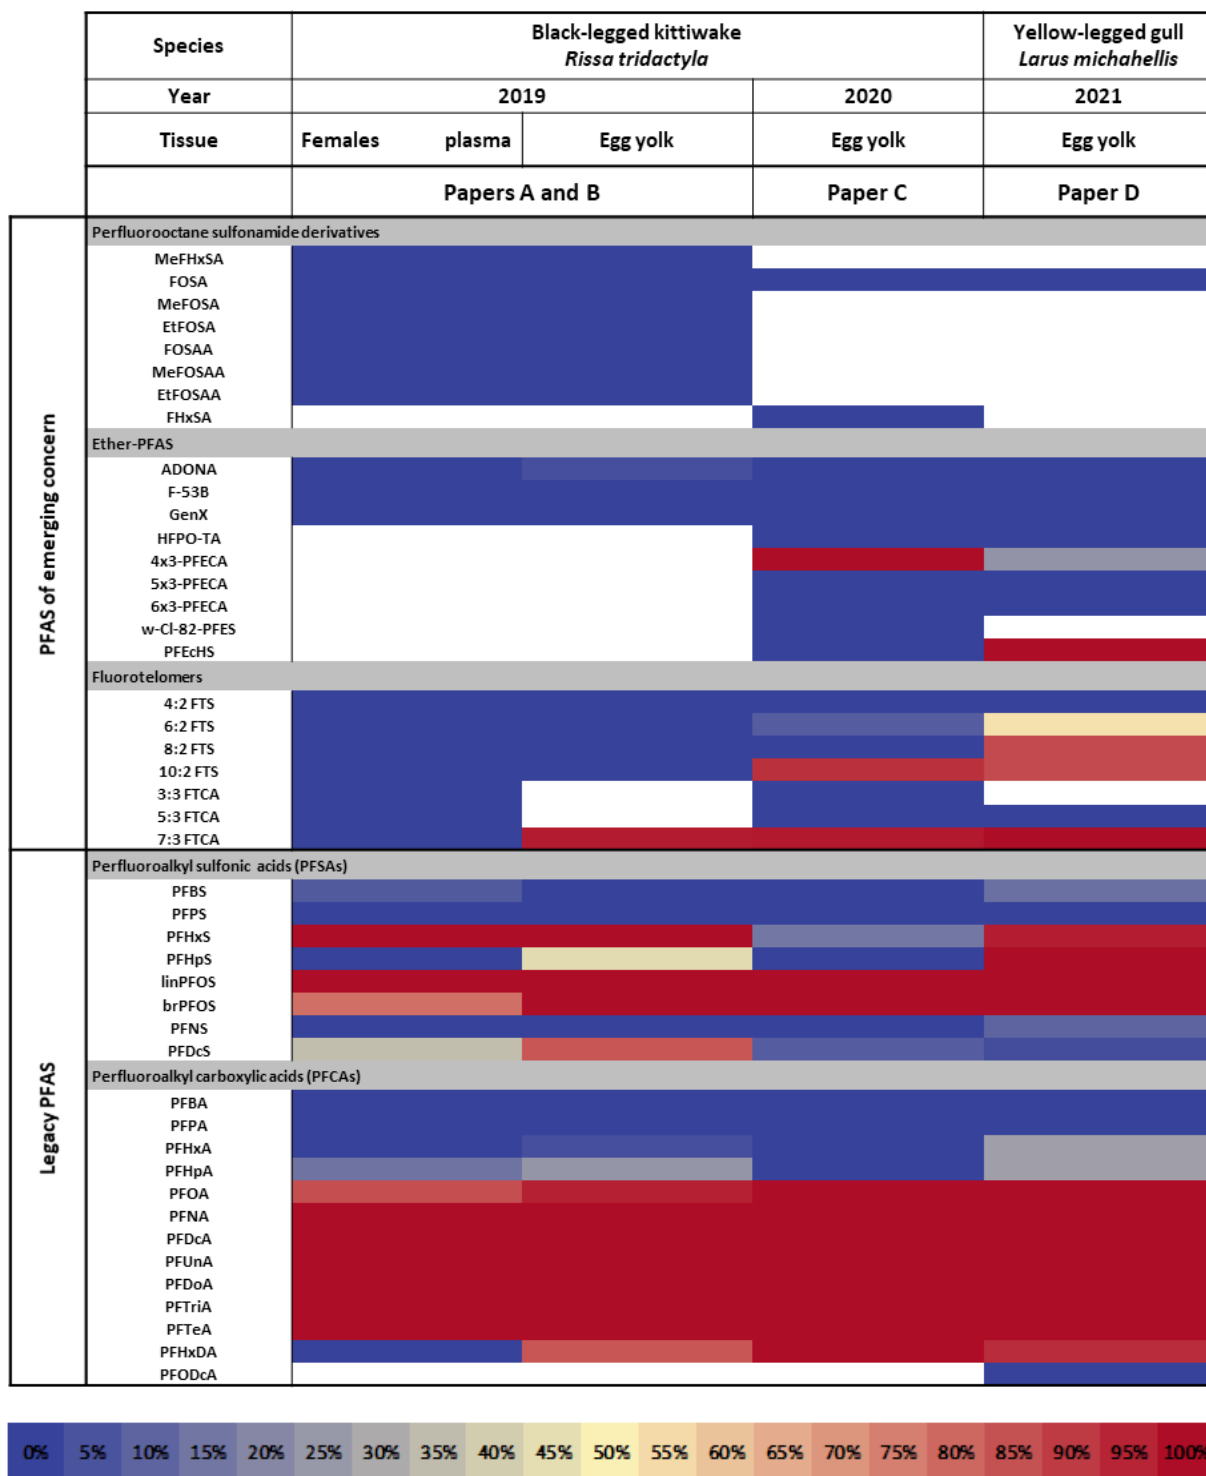 Species
Black-legged kittiwake
Rissa tridactyla
Yellow-legged gull
Larus michahellis
Year
2019
2020
2021
Tissue
Females plasma
Egg yolk
Egg yolk
Egg yolk
Papers A and B
Paper C
Paper D
PFAS of emerging concern
Perfluorooctane sulfonamide derivatives
MeFHxSA
FOSA
MeFOSA
EtFOSA
FOSAA
MeFOSAA
EtFOSAA
FHxSA
Ether-PFAS
ADONA
F-53B
GenX
HFPO-TA
4x3-PFECA
5x3-PFECA
6x3-PFECA
w-Cl-82-PFES
PFEcHS
Fluorotelomers
4:2 FTS
6:2 FTS
8:2 FTS
10:2 FTS
3:3 FTCA
5:3 FTCA
7:3 FTCA
Legacy PFAS
Perfluoroalkyl sulfonic acids (PFSAs)
PFBS
PFPS
PFHxS
PFHpS
linPFOS
brPFOS
PFNS
PFDcS
Perfluoroalkyl carboxylic acids (PFCAs)
PFBA
PFPA
PFHxA
PFHpA
PFOA
PFNA
PFDcA
PFUnA
PFDoA
PFTriA
PFTeA
PFHxDA
PFODcA
0% 5% 10% 15% 20% 25% 30% 35% 40% 45% 50% 55% 60% 65% 70% 75% 80% 85% 90% 95% 100%